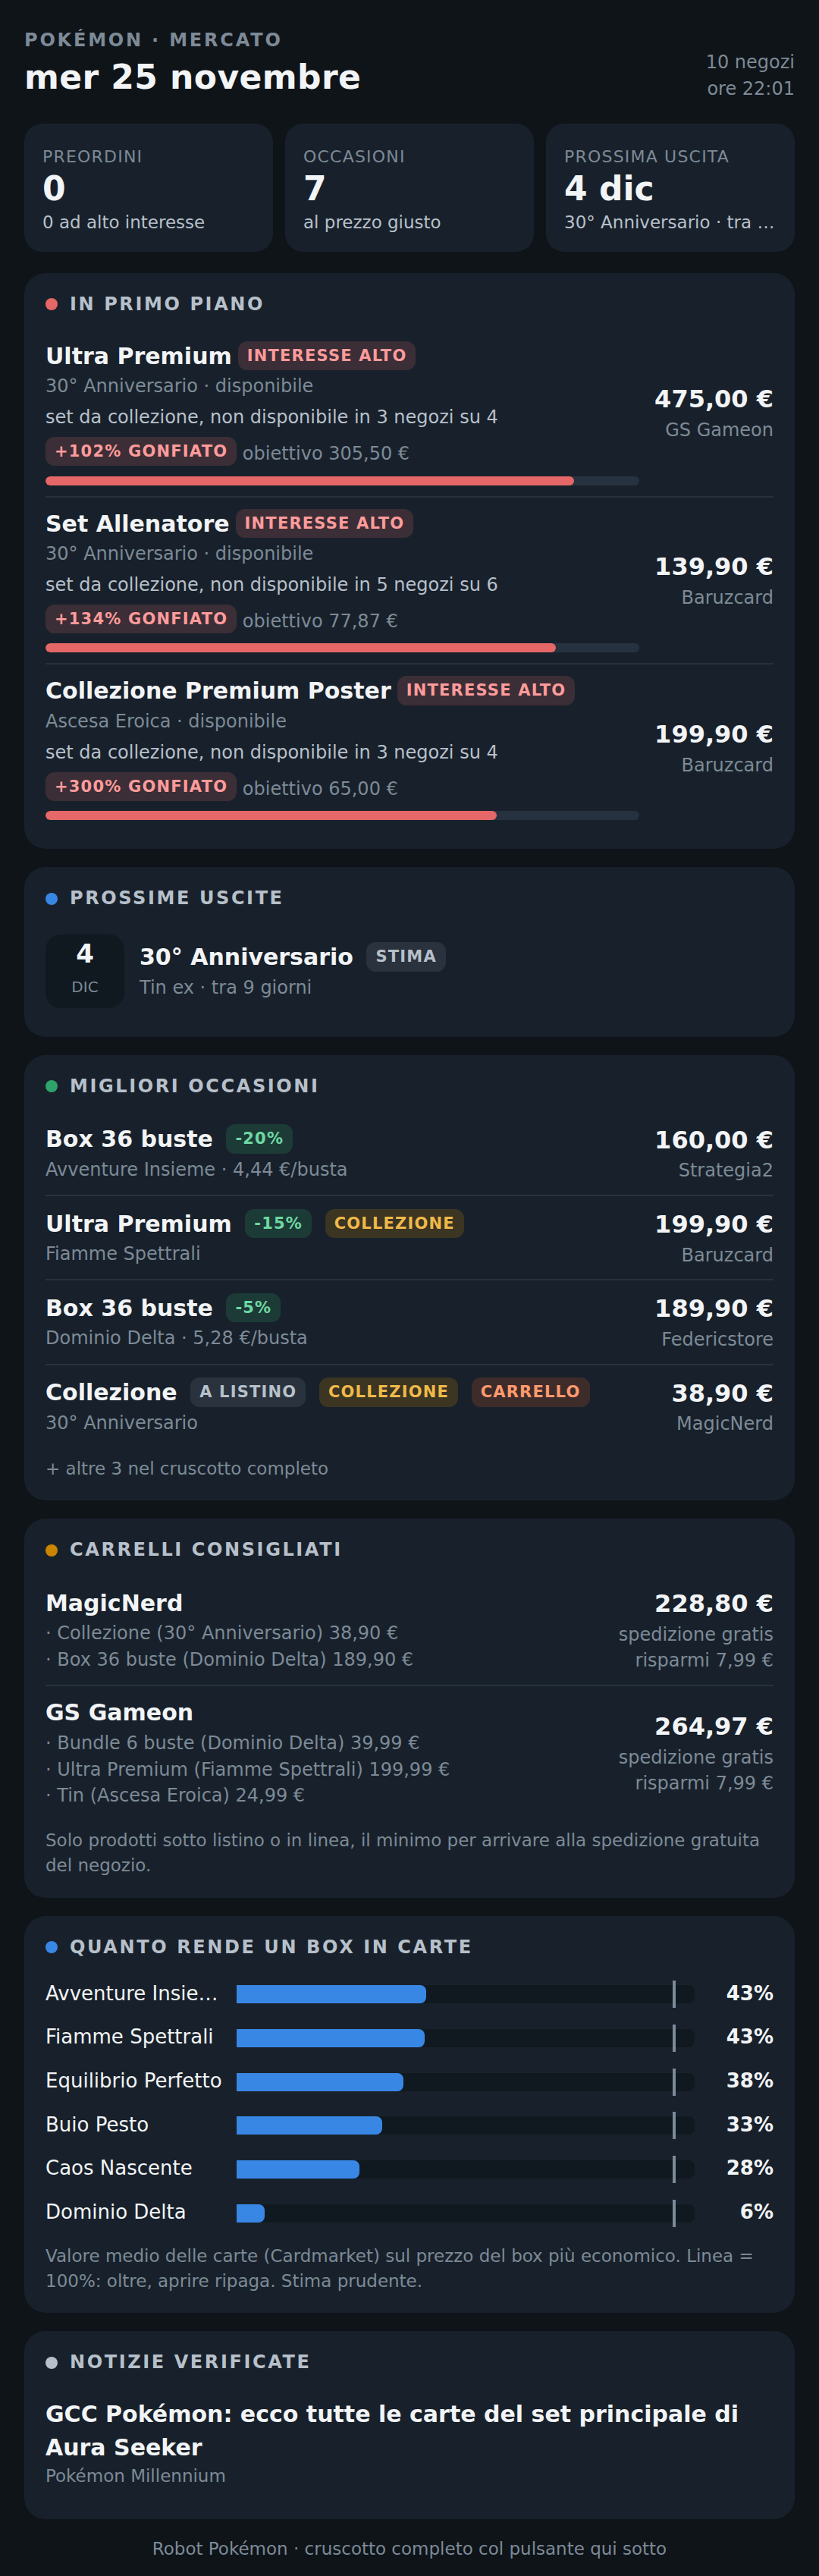 POKÉMON · MERCATO
mer 25 novembre
10 negozi
ore 22:01
PREORDINI
0
0 ad alto interesse
OCCASIONI
7
al prezzo giusto
PROSSIMA USCITA
4 dic
30° Anniversario · tra …
IN PRIMO PIANO
Ultra Premium INTERESSE ALTO
30° Anniversario · disponibile
set da collezione, non disponibile in 3 negozi su 4
+102% GONFIATO obiettivo 305,50 €
475,00 €
GS Gameon
Set Allenatore INTERESSE ALTO
30° Anniversario · disponibile
set da collezione, non disponibile in 5 negozi su 6
+134% GONFIATO obiettivo 77,87 €
139,90 €
Baruzcard
Collezione Premium Poster INTERESSE ALTO
Ascesa Eroica · disponibile
set da collezione, non disponibile in 3 negozi su 4
+300% GONFIATO obiettivo 65,00 €
199,90 €
Baruzcard
PROSSIME USCITE
4
DIC
30° Anniversario STIMA
Tin ex · tra 9 giorni
MIGLIORI OCCASIONI
Box 36 buste -20%
Avventure Insieme · 4,44 €/busta
160,00 €
Strategia2
Ultra Premium -15% COLLEZIONE
Fiamme Spettrali
199,90 €
Baruzcard
Box 36 buste -5%
Dominio Delta · 5,28 €/busta
189,90 €
Federicstore
Collezione A LISTINO COLLEZIONE CARRELLO
30° Anniversario
38,90 €
MagicNerd
+ altre 3 nel cruscotto completo
CARRELLI CONSIGLIATI
MagicNerd
· Collezione (30° Anniversario) 38,90 €
· Box 36 buste (Dominio Delta) 189,90 €
228,80 €
spedizione gratis
risparmi 7,99 €
GS Gameon
· Bundle 6 buste (Dominio Delta) 39,99 €
· Ultra Premium (Fiamme Spettrali) 199,99 €
· Tin (Ascesa Eroica) 24,99 €
264,97 €
spedizione gratis
risparmi 7,99 €
Solo prodotti sotto listino o in linea, il minimo per arrivare alla spedizione gratuita
del negozio.
QUANTO RENDE UN BOX IN CARTE
Avventure Insie… 43%
Fiamme Spettrali 43%
Equilibrio Perfetto 38%
Buio Pesto 33%
Caos Nascente 28%
Dominio Delta 6%
Valore medio delle carte (Cardmarket) sul prezzo del box più economico. Linea =
100%: oltre, aprire ripaga. Stima prudente.
NOTIZIE VERIFICATE
GCC Pokémon: ecco tutte le carte del set principale di
Aura Seeker
Pokémon Millennium
Robot Pokémon · cruscotto completo col pulsante qui sotto